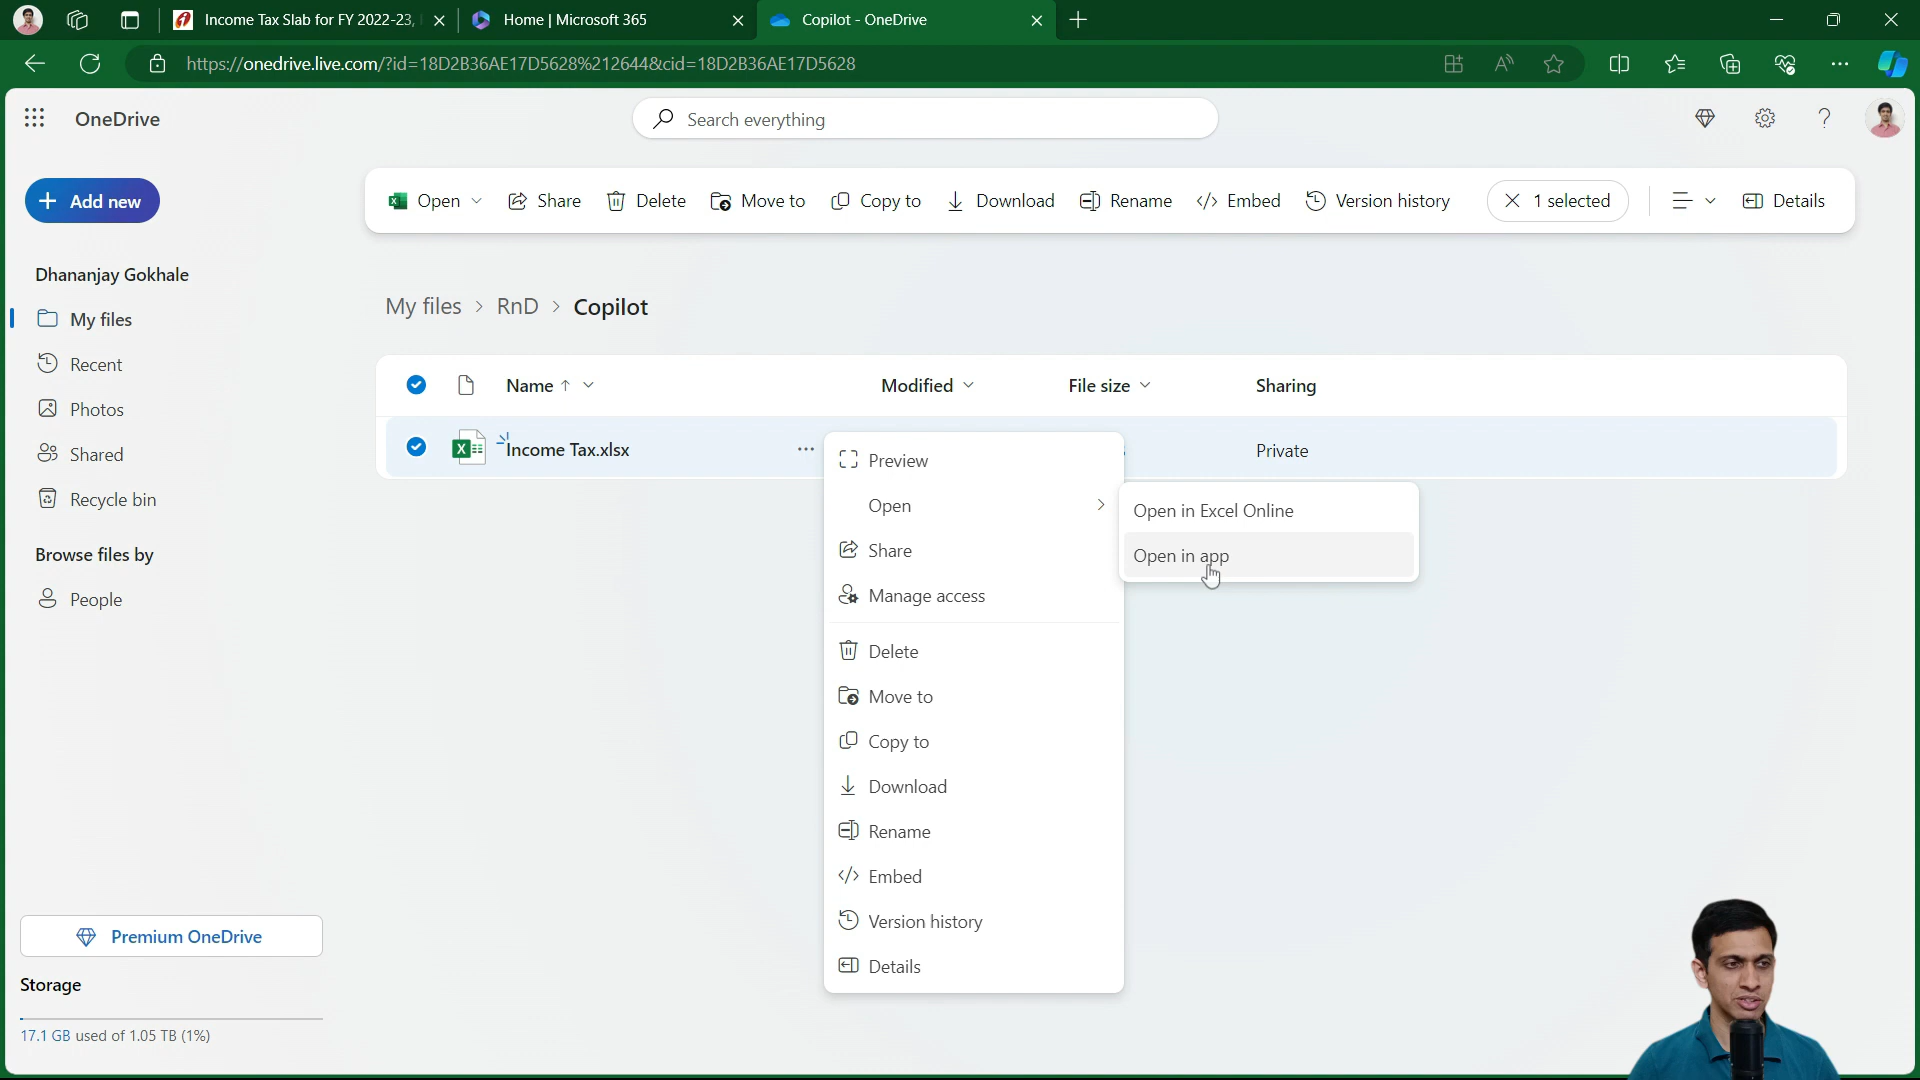 Income Tax Slab for FY 2022-23,
Home | Microsoft 365
Copilot - OneDrive
https://onedrive.live.com/?id=18D2B36AE17D5628%212644&cid=18D2B36AE17D5628
OneDrive
Search everything
Add new
Open
Share
Delete
Move to
Copy to
Download
Rename
Embed
Version history
1 selected
Details
Dhananjay Gokhale
My files
Recent
Photos
Shared
Recycle bin
Browse files by
People
My files > RnD > Copilot
Name
Modified
File size
Sharing
Income Tax.xlsx
Private
Preview
Open
Share
Manage access
Delete
Move to
Copy to
Download
Rename
Embed
Version history
Details
Open in Excel Online
Open in app
Premium OneDrive
Storage
17.1 GB used of 1.05 TB (1%)